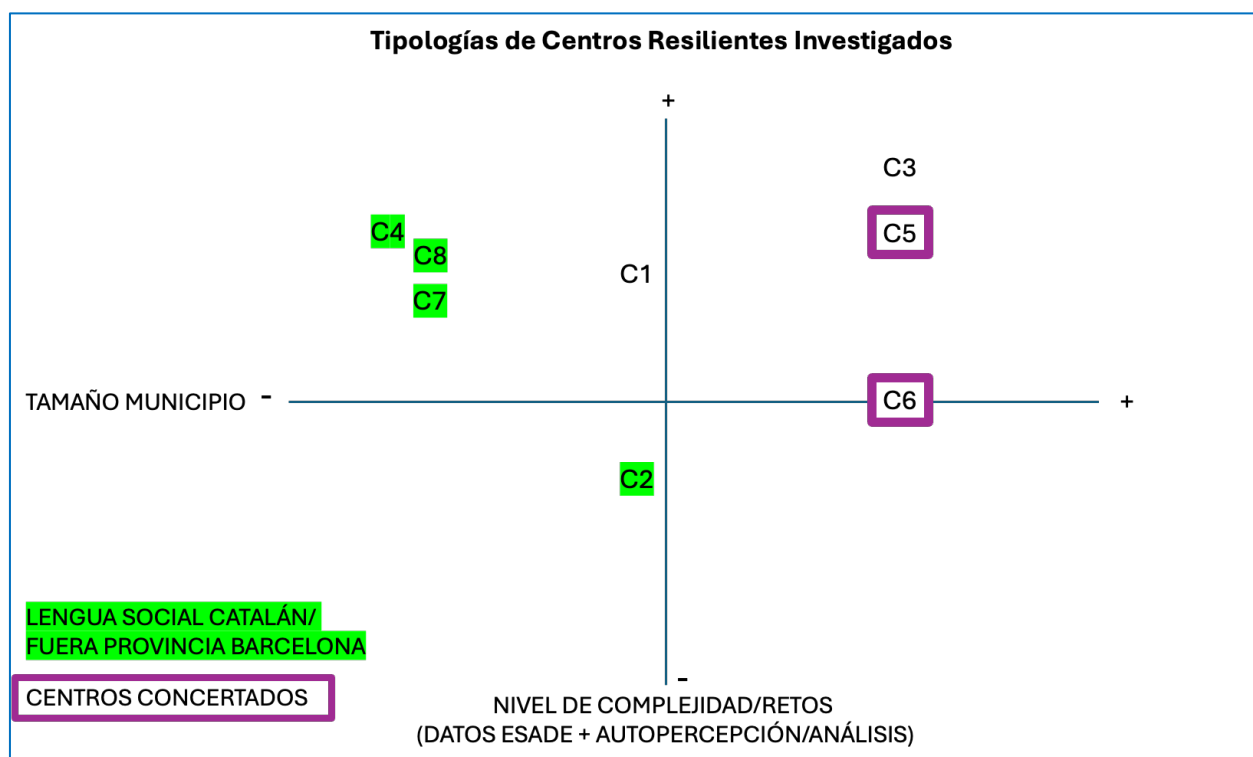 Tipologías de Centros Resilientes Investigados
+
C3
C4
C5
C8
C1
C7
TAMAÑO MUNICIPIO -
C6
+
C2
LENGUA SOCIAL CATALÁN/
FUERA PROVINCIA BARCELONA
-
CENTROS CONCERTADOS
NIVEL DE COMPLEJIDAD/RETOS
(DATOS ESADE + AUTOPERCEPCIÓN/ANÁLISIS)